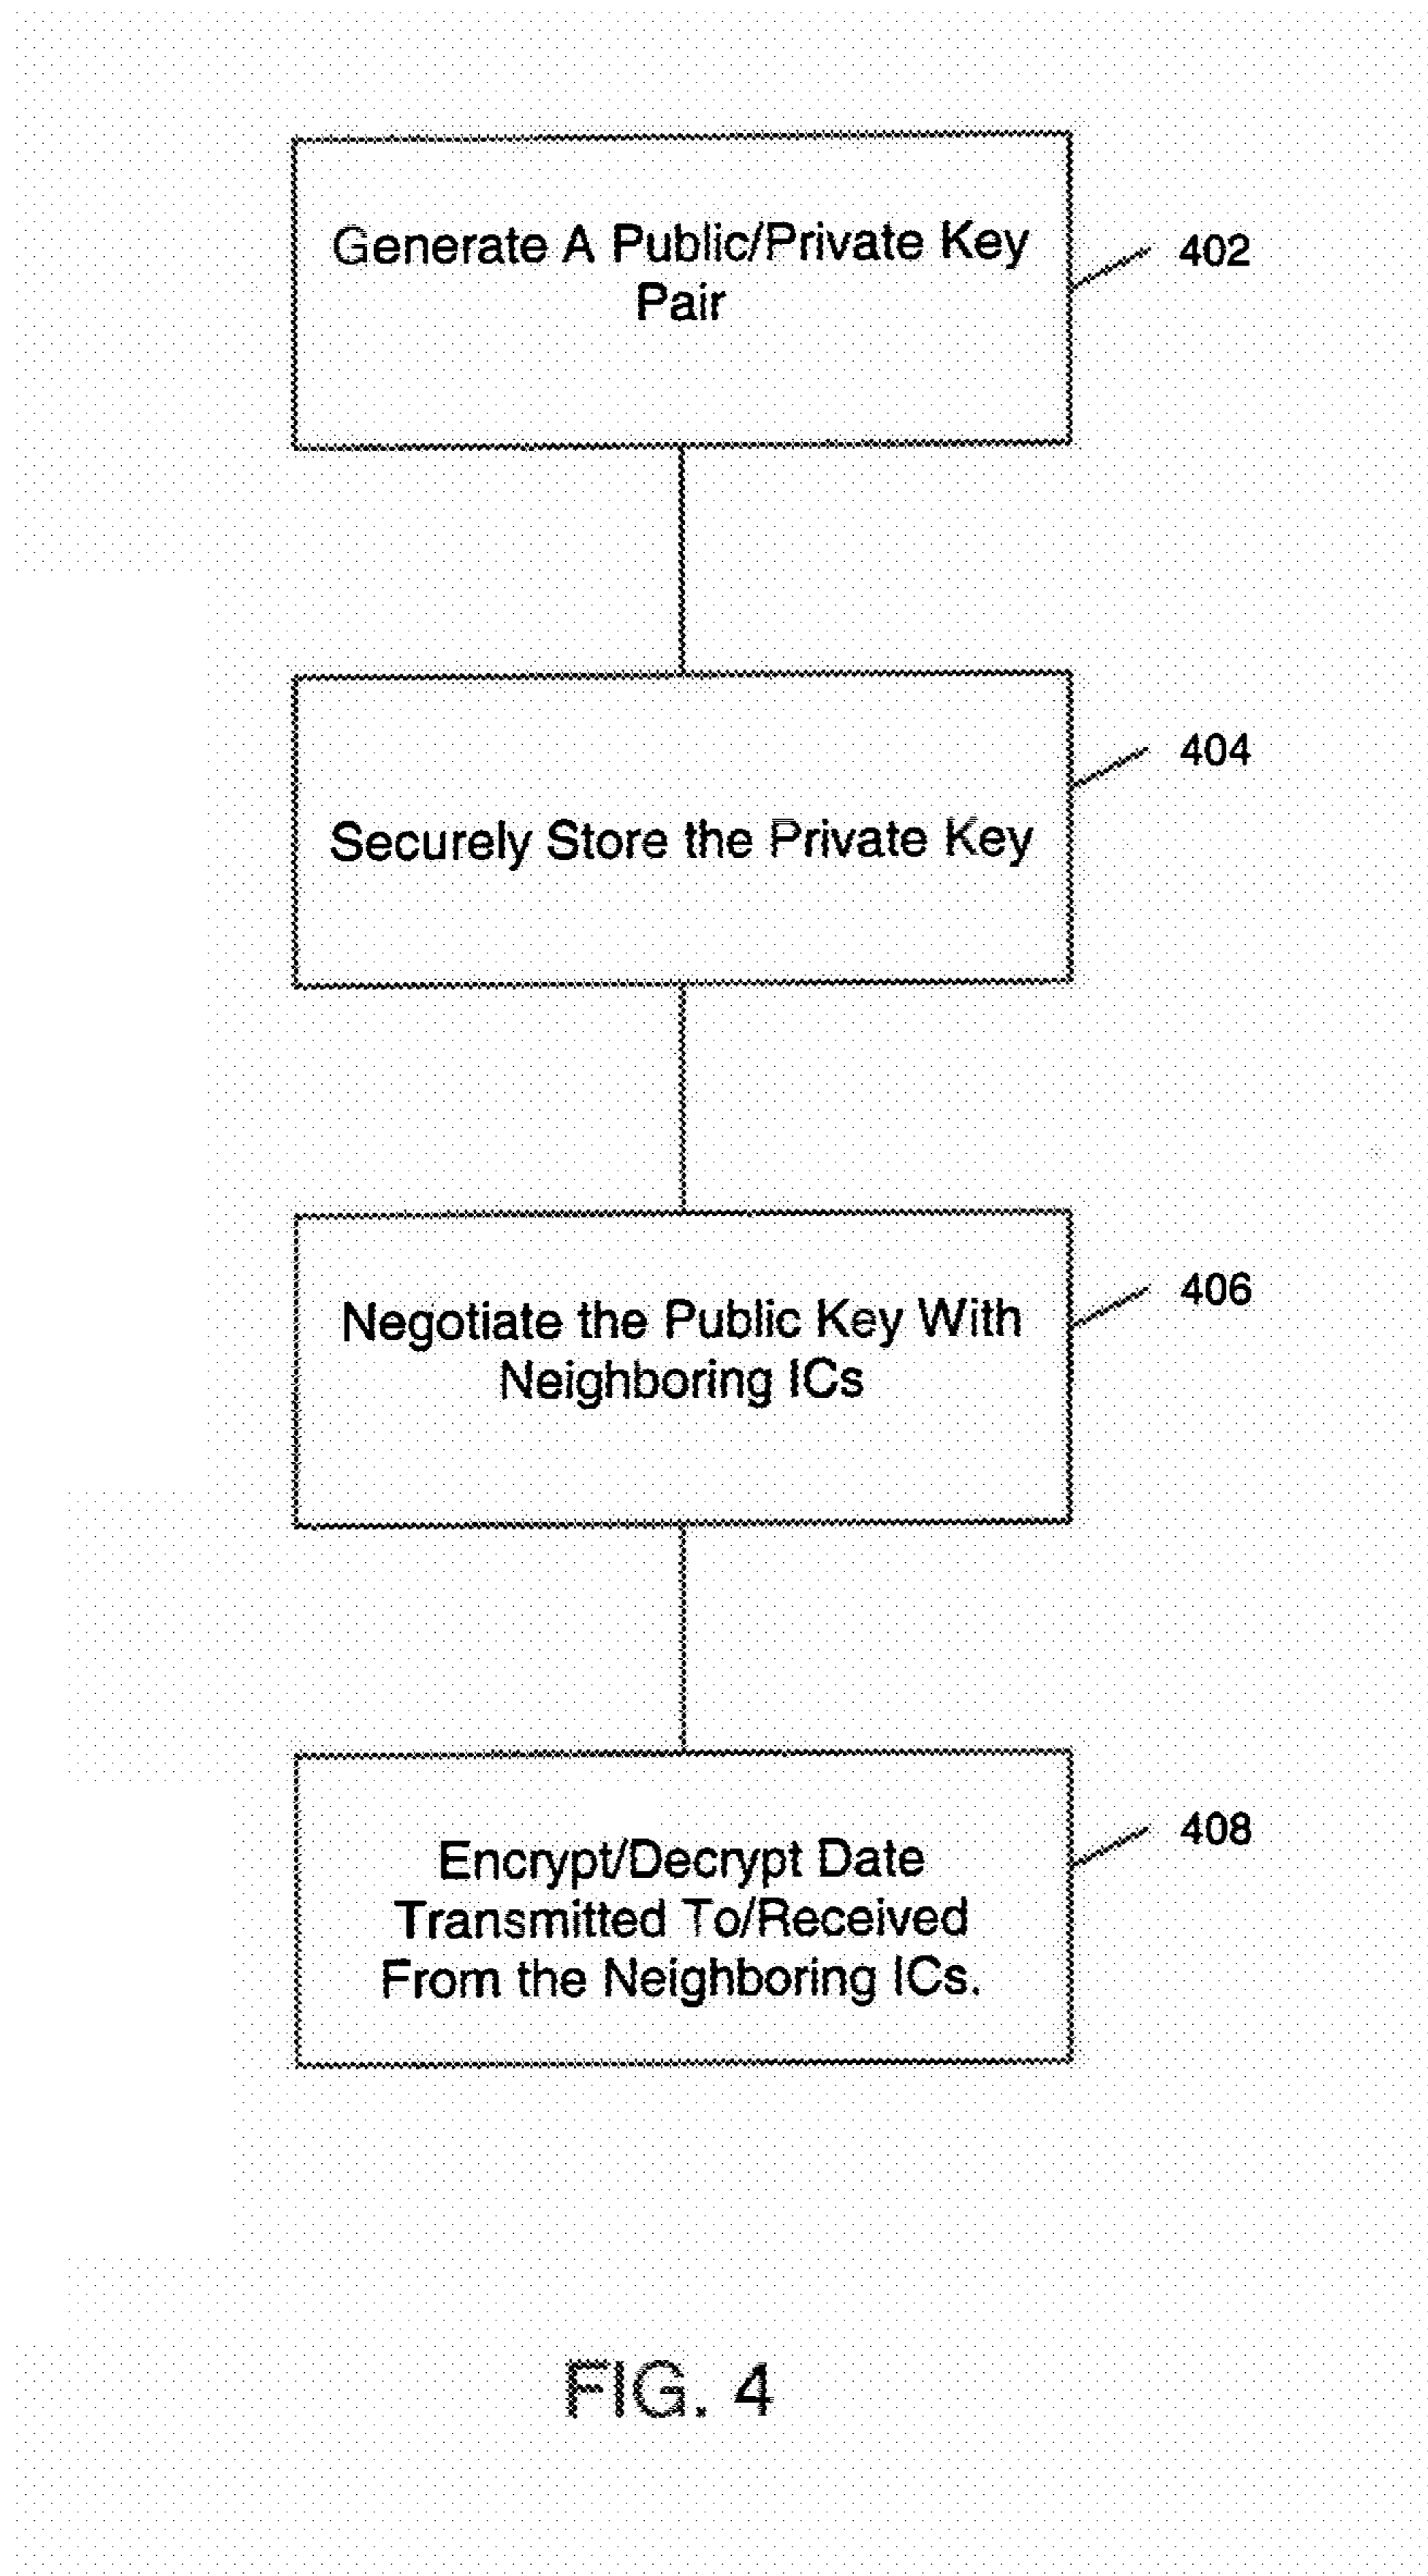 Generate A Public/Private Key
Pair
402
Securely Store the Private Key
404
Negotiate the Public Key With
Neighboring ICs
406
Encrypt/Decrypt Date
Transmitted To/Received
From the Neighboring ICs.
408
FIG. 4